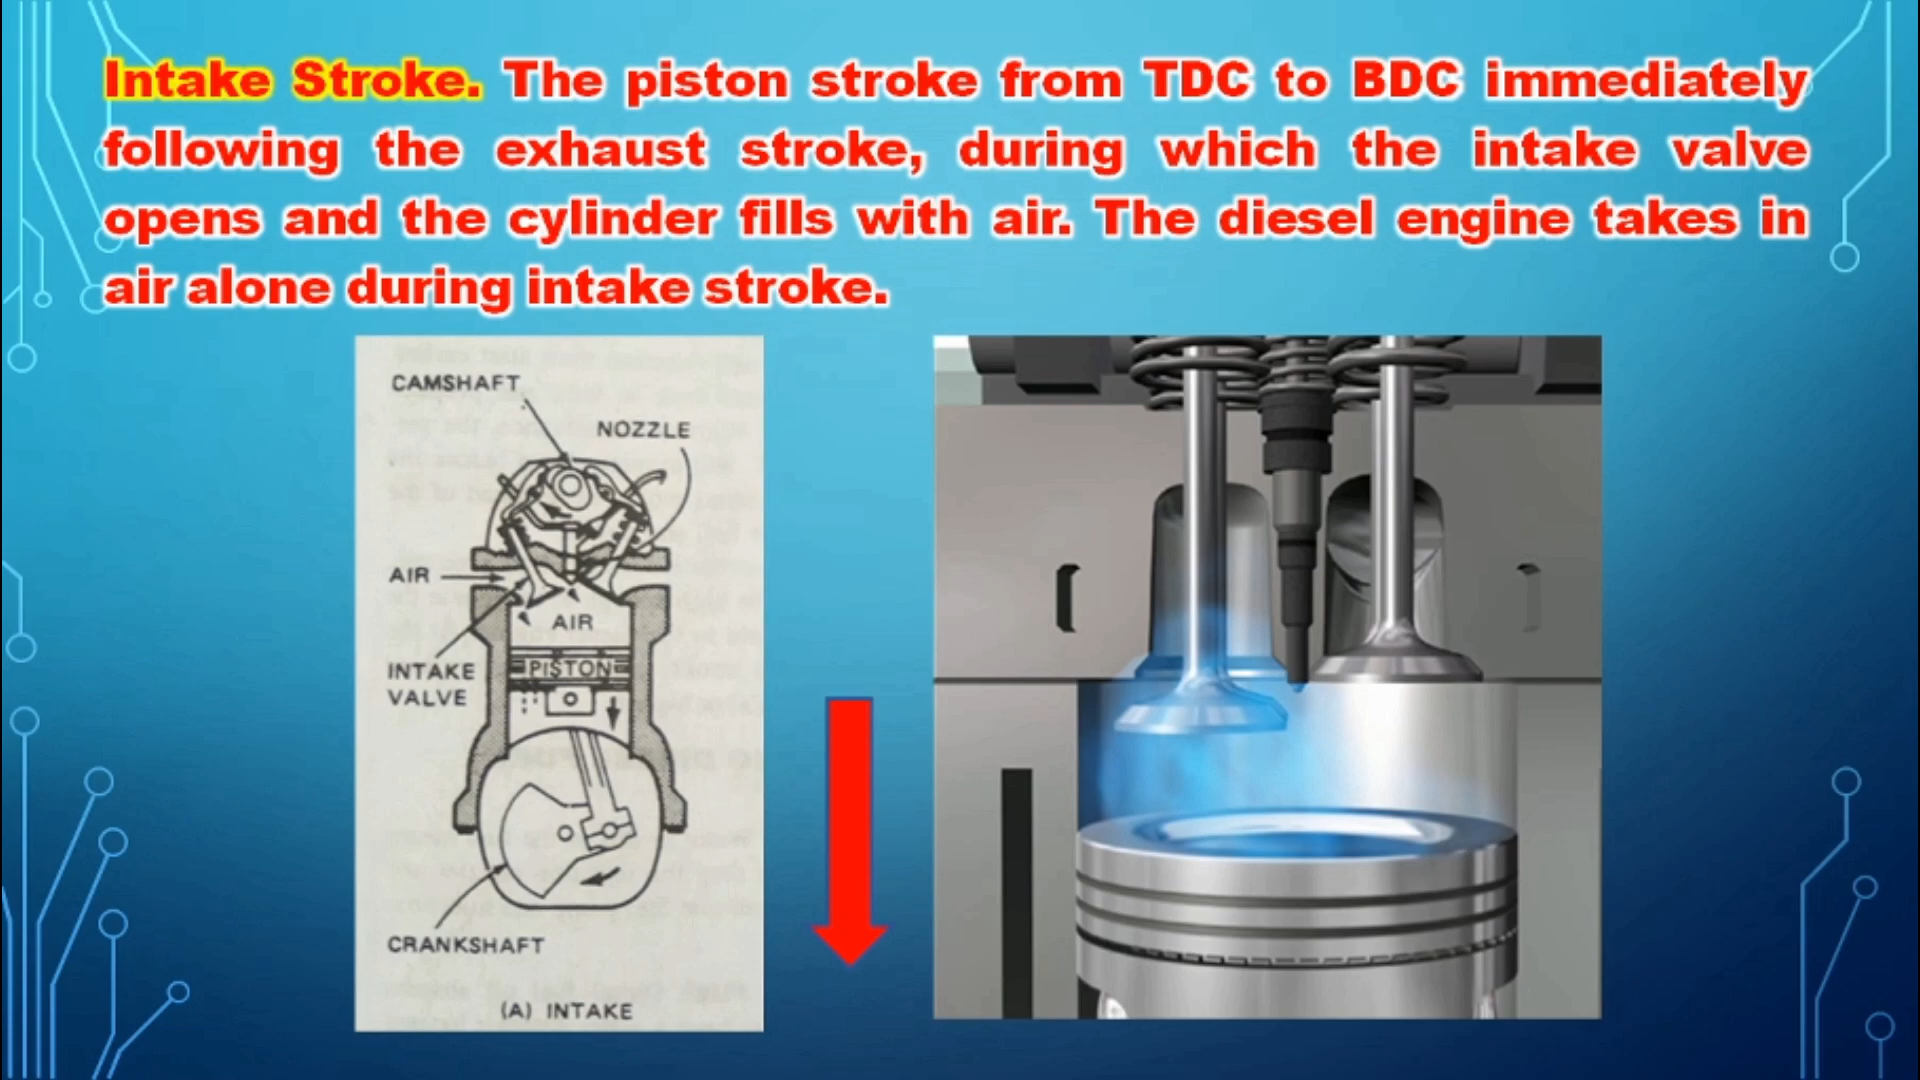 Intake Stroke. The piston stroke from TDC to BDC immediately
following the exhaust stroke, during which the intake valve
opens and the cylinder fills with air. The diesel engine takes in
air alone during intake stroke.
CAMSHAFT
NOZZLE
AIR
AIR
INTAKE
VALVE
PISTON
CRANKSHAFT
(A) INTAKE